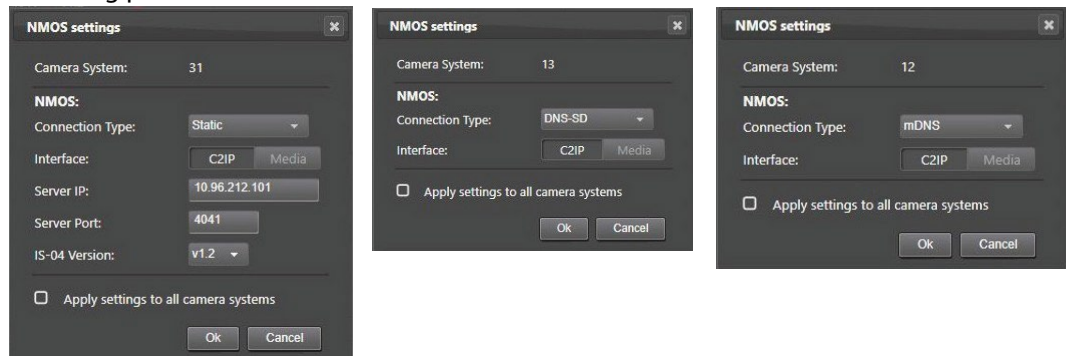 NMOS settings
Camera System: 31
NMOS:
Connection Type: Static
Interface: C2IP Media
Server IP: 10.96.212.101
Server Port: 4041
IS-04 Version: v1.2
Apply settings to all camera systems
Ok Cancel
NMOS settings
Camera System: 13
NMOS:
Connection Type: DNS-SD
Interface: C2IP Media
Apply settings to all camera systems
Ok Cancel
NMOS settings
Camera System: 12
NMOS:
Connection Type: mDNS
Interface: C2IP Media
Apply settings to all camera systems
Ok Cancel